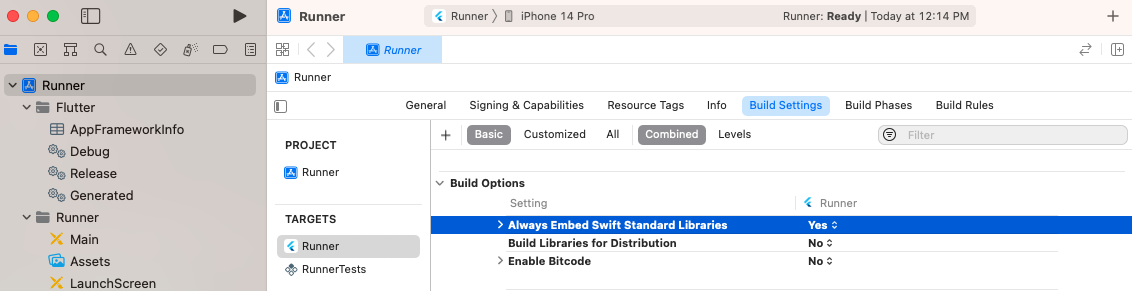 Runner
Runner iPhone 14 Pro Runner: Ready | Today at 12:14 PM
Runner
Runner
Runner
Flutter
AppFrameworkInfo
Debug
Release
Generated
Runner
Main
Assets
LaunchScreen
General Signing & Capabilities Resource Tags Info Build Settings Build Phases Build Rules
PROJECT
Runner
TARGETS
Runner
RunnerTests
Basic Customized All Combined Levels Filter
Build Options
Setting Runner
Always Embed Swift Standard Libraries Yes
Build Libraries for Distribution No
Enable Bitcode No